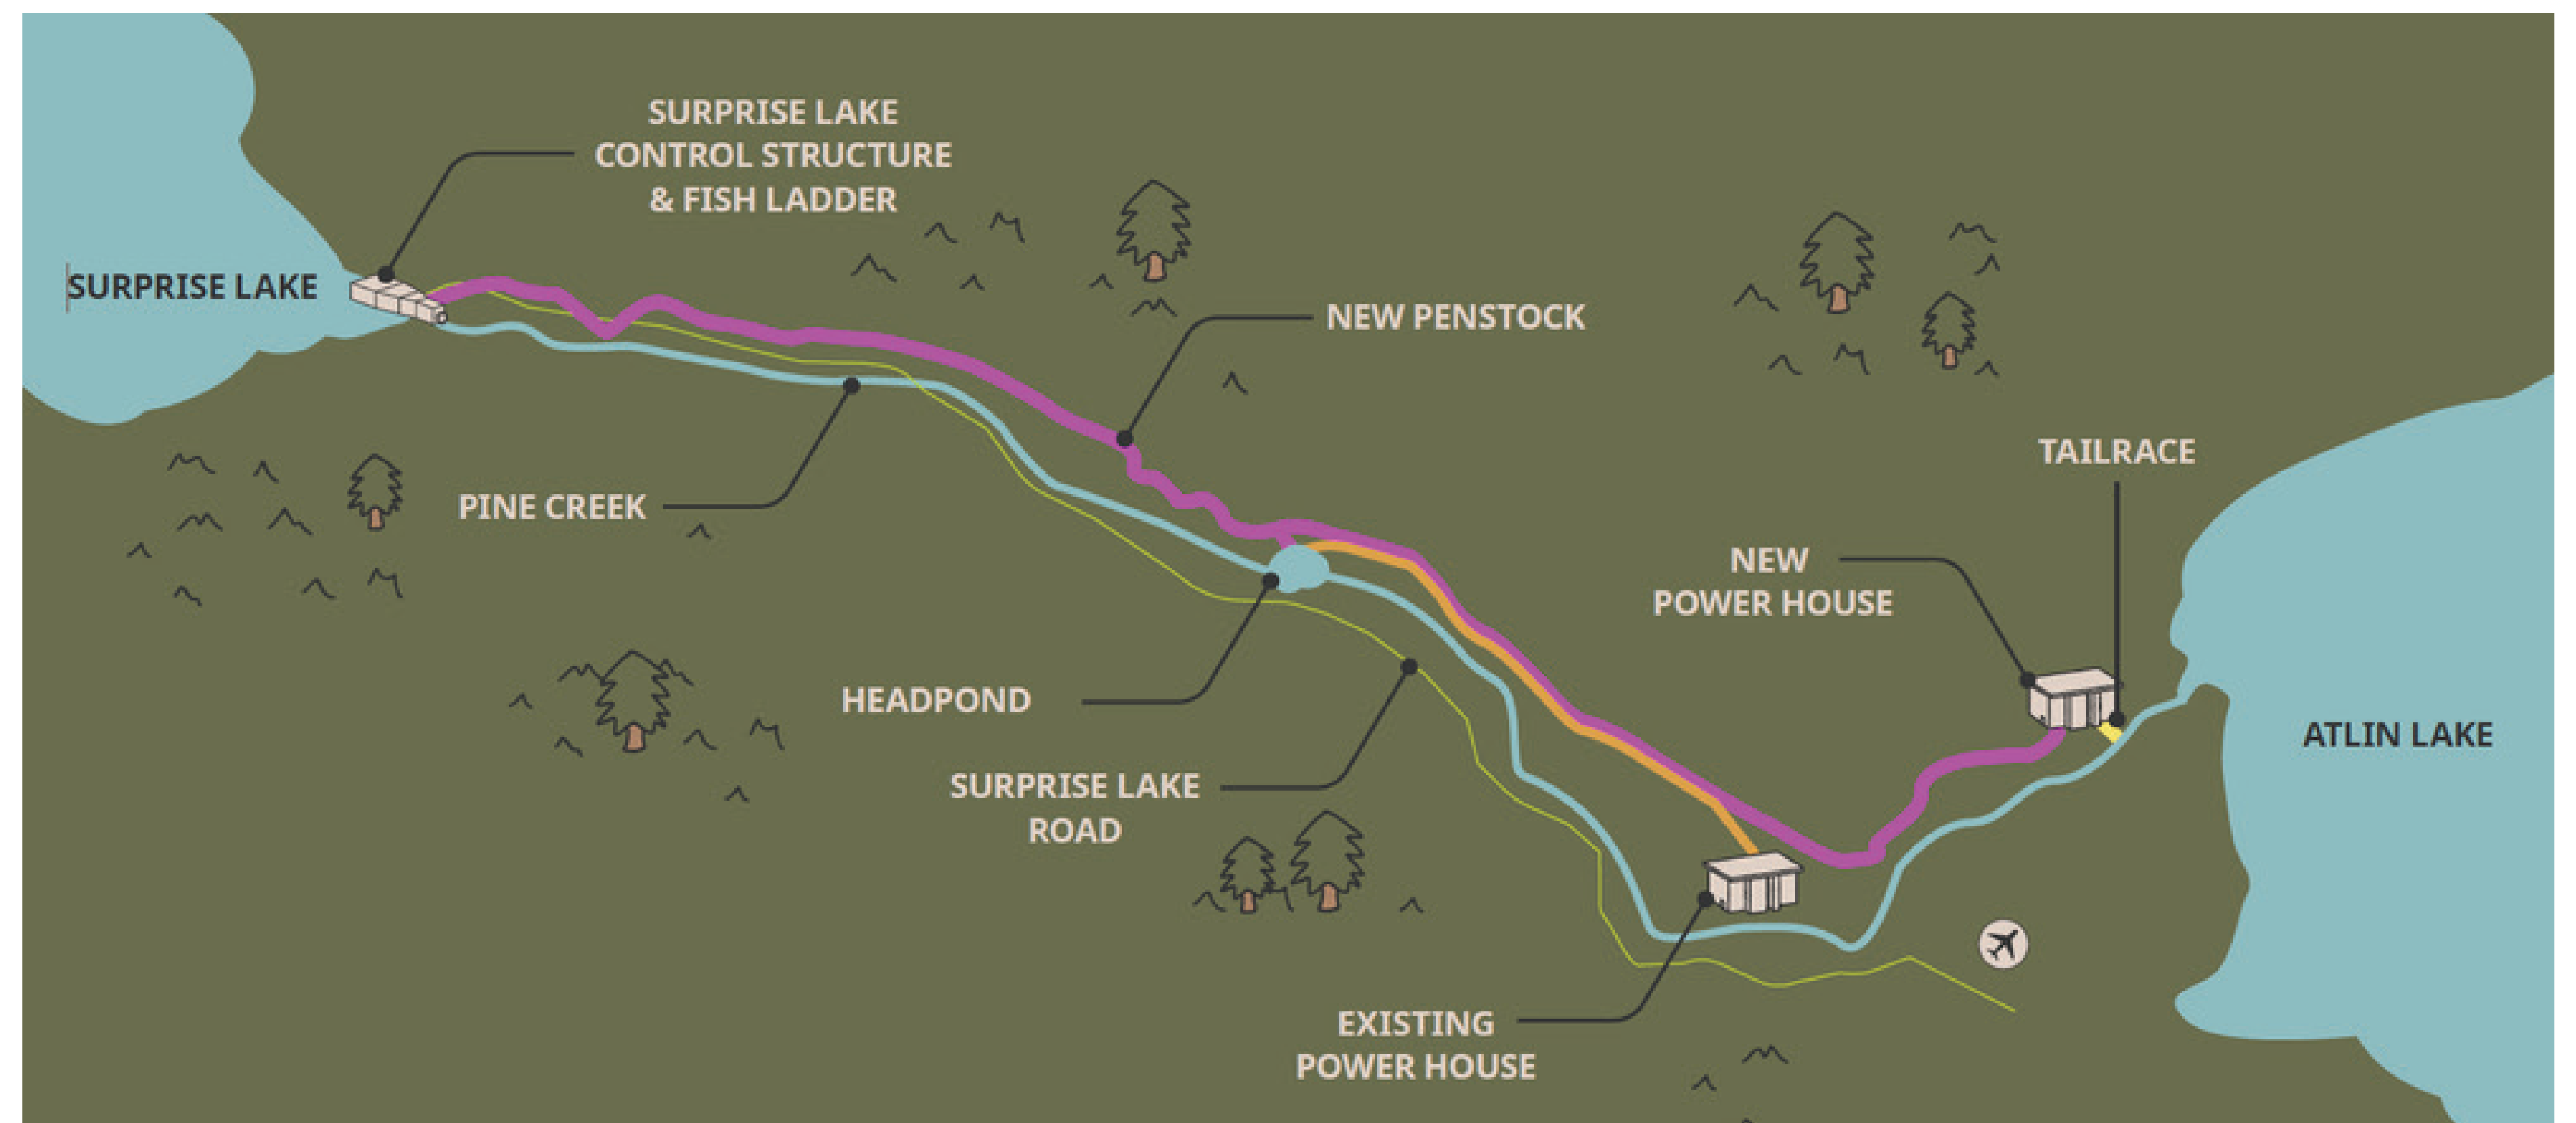 SURPRISE LAKE
CONTROL STRUCTURE
& FISH LADDER
SURPRISE LAKE
NEW PENSTOCK
TAILRACE
PINE CREEK
NEW
POWER HOUSE
HEADPOND
ATLIN LAKE
SURPRISE LAKE
ROAD
EXISTING
POWER HOUSE